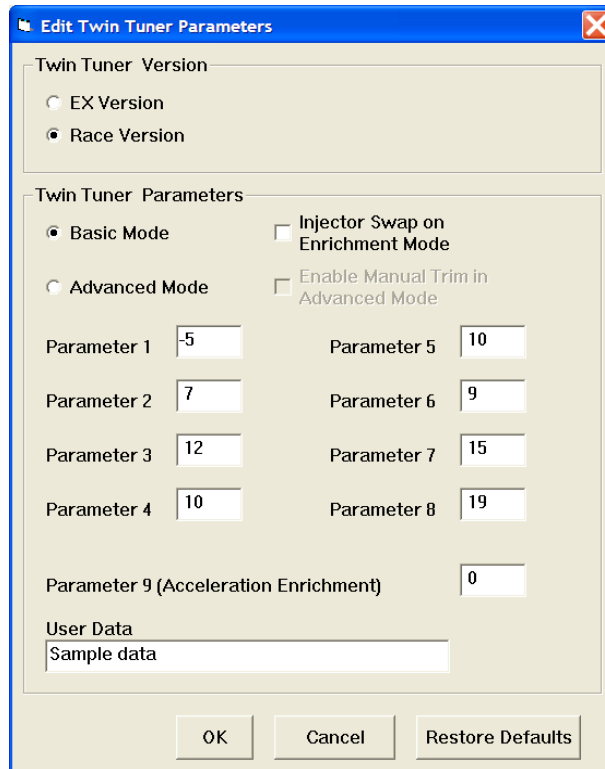 Edit Twin Tuner Parameters
Twin Tuner Version
EX Version
Race Version
Twin Tuner Parameters
Basic Mode
Injector Swap on
Enrichment Mode
Advanced Mode
Enable Manual Trim in
Advanced Mode
Parameter 1 -5
Parameter 5 10
Parameter 2 7
Parameter 6 9
Parameter 3 12
Parameter 7 15
Parameter 4 10
Parameter 8 19
Parameter 9 (Acceleration Enrichment) 0
User Data
Sample data
OK Cancel Restore Defaults